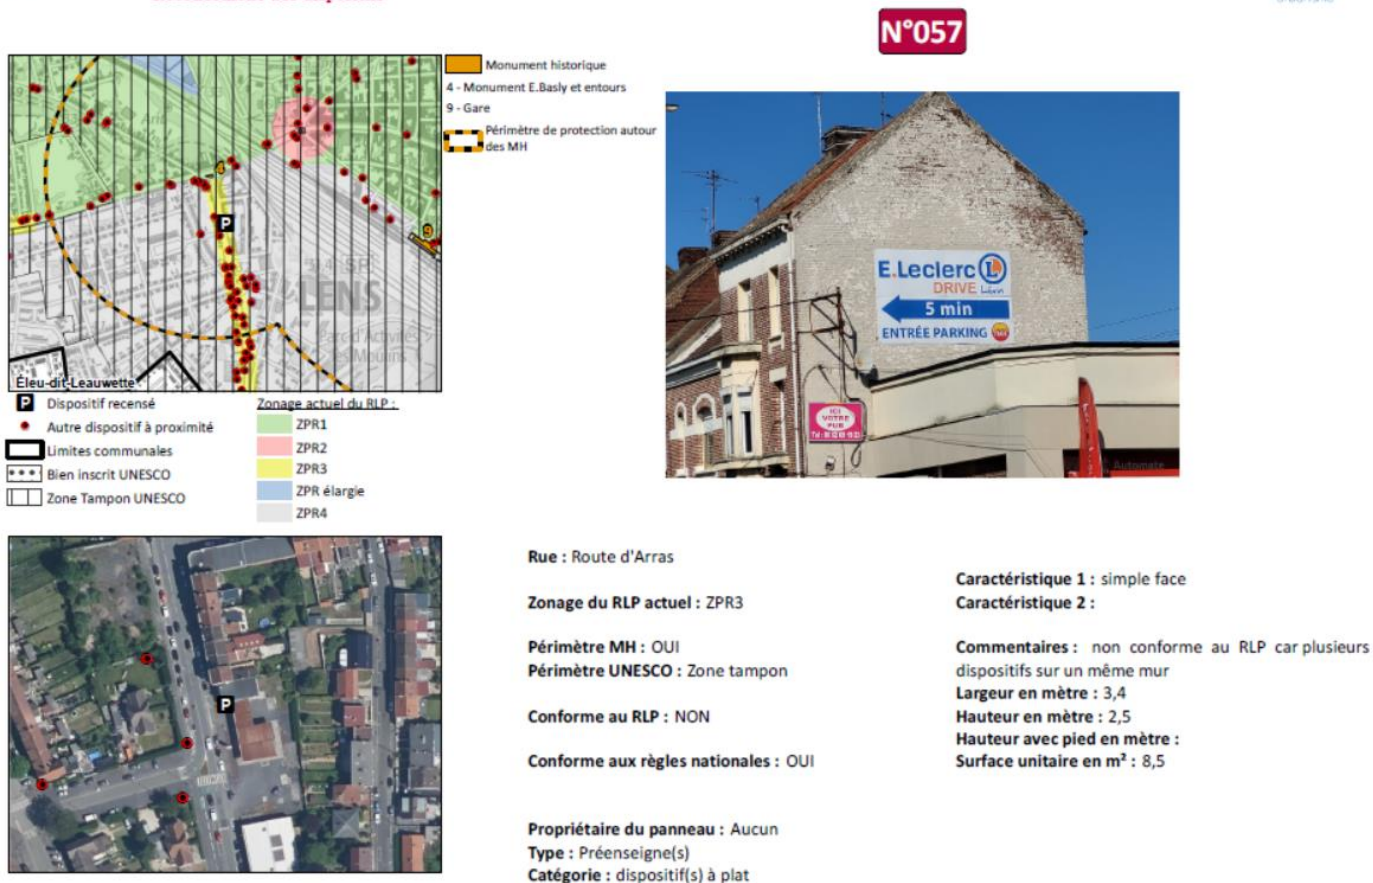 N°057
Monument historique
4 - Monument E.Basly et entours
9 - Gare
Périmètre de protection autour
des MH
4
P
9
LENS
Éleu-dit-Leauwette
P Dispositif recensé
Autre dispositif à proximité
Limites communales
Bien inscrit UNESCO
Zone Tampon UNESCO
Zonage actuel du RLP :
ZPR1
ZPR2
ZPR3
ZPR élargie
ZPR4
E.Leclerc L
DRIVE Liévin
5 min
ENTRÉE PARKING
ICI
VOTRE
PUB
Automate
P
Rue : Route d'Arras
Zonage du RLP actuel : ZPR3
Périmètre MH : OUI
Périmètre UNESCO : Zone tampon
Conforme au RLP : NON
Conforme aux règles nationales : OUI
Propriétaire du panneau : Aucun
Type : Préenseigne(s)
Catégorie : dispositif(s) à plat
Caractéristique 1 : simple face
Caractéristique 2 :
Commentaires : non conforme au RLP car plusieurs
dispositifs sur un même mur
Largeur en mètre : 3,4
Hauteur en mètre : 2,5
Hauteur avec pied en mètre :
Surface unitaire en m² : 8,5